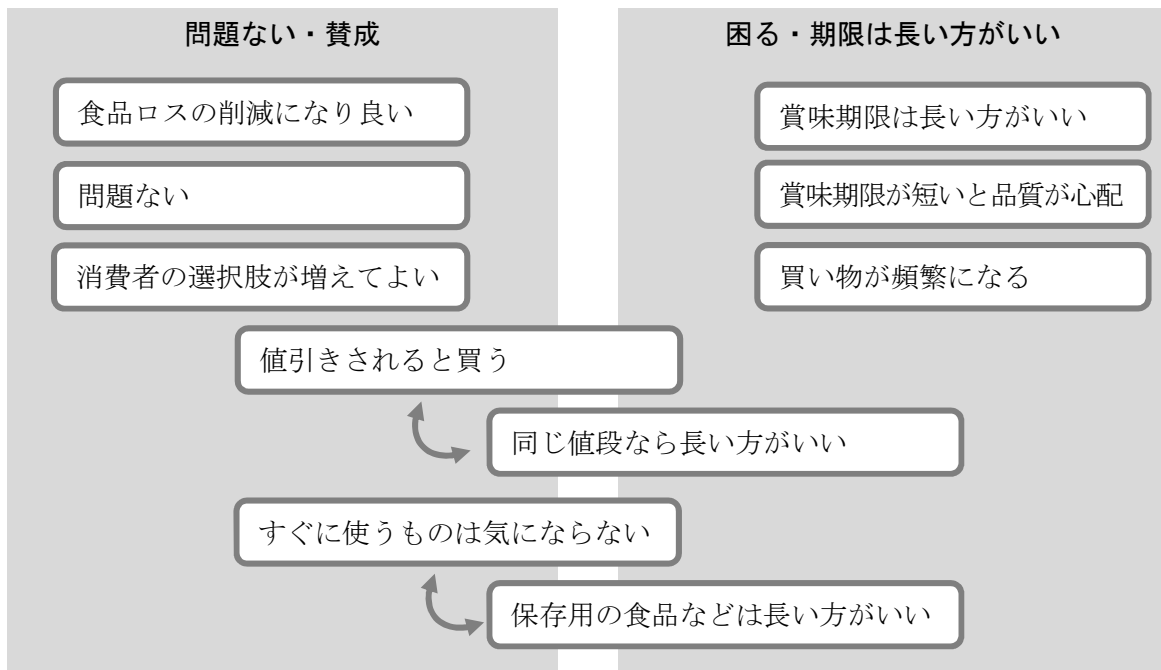 問題ない・賛成
困る・期限は長い方がいい
食品ロスの削減になり良い
賞味期限は長い方がいい
問題ない
賞味期限が短いと品質が心配
消費者の選択肢が増えてよい
買い物が頻繁になる
値引きされると買う
同じ値段なら長い方がいい
すぐに使うものは気にならない
保存用の食品などは長い方がいい